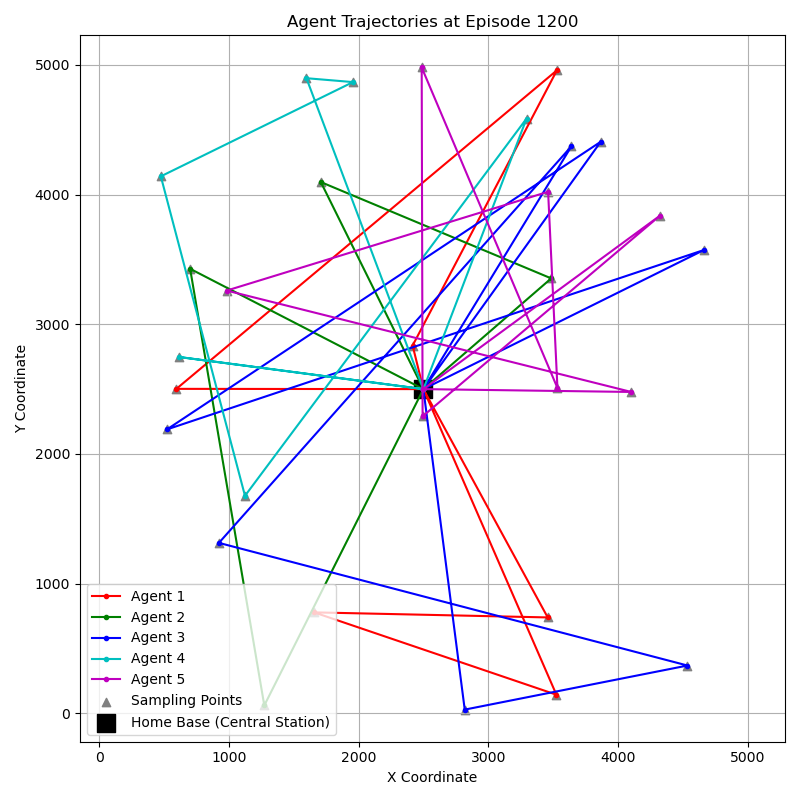 Agent Trajectories at Episode 1200
Y Coordinate
5000
4000
3000
2000
1000
0
Agent 1
Agent 2
Agent 3
Agent 4
Agent 5
Sampling Points
Home Base (Central Station)
0 1000 2000 3000 4000 5000
X Coordinate